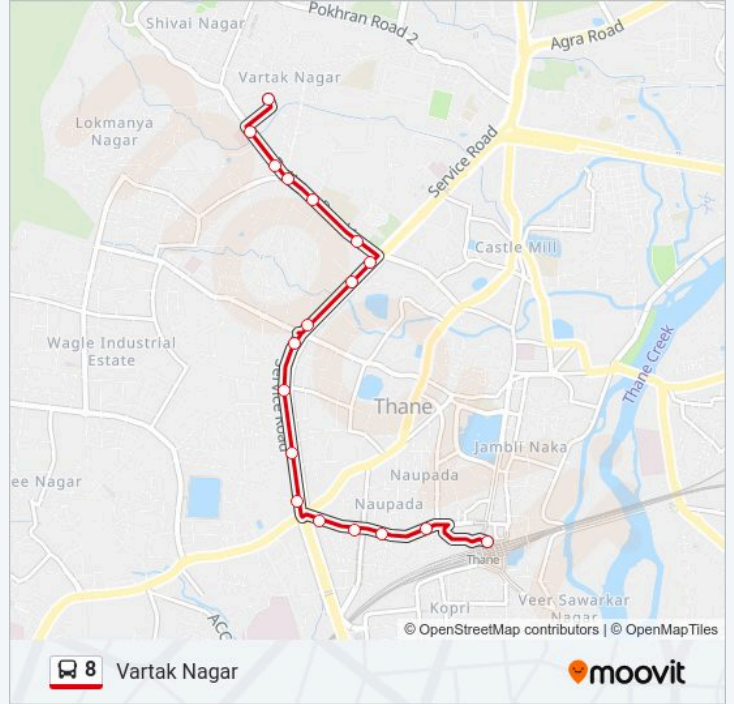 Pokhran Road 2
Shivai Nagar
Agra Road
Vartak Nagar
Lokmanya
Nagar
Service Road
Castle Mill
Wagle Industrial
Estate
Thane Creek
Service Road
Thane
Jambli Naka
Naupada
ee Nagar
Naupada
Thane
Kopri
Veer Sawarkar
Nagar
ACC
© OpenStreetMap contributors | © OpenMapTiles
8 Vartak Nagar
moovit